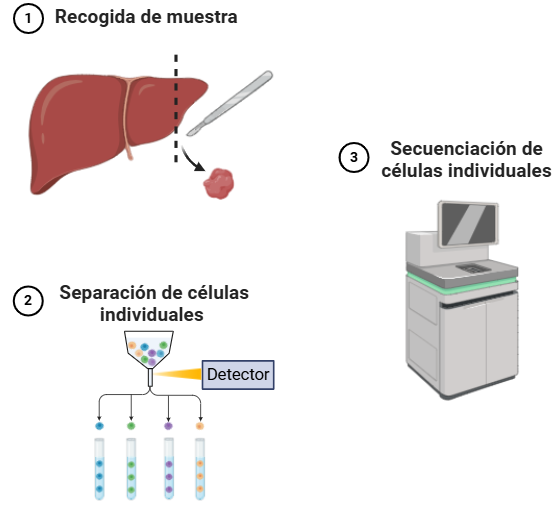 1 Recogida de muestra
2 Separación de células
individuales
Detector
3 Secuenciación de
células individuales